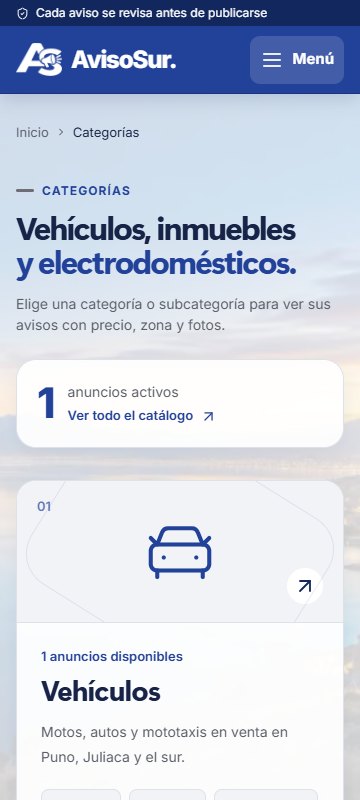 Cada aviso se revisa antes de publicarse
AS AvisoSur.
Menú
Inicio > Categorías
CATEGORÍAS
Vehículos, inmuebles
y electrodomésticos.
Elige una categoría o subcategoría para ver sus
avisos con precio, zona y fotos.
1
anuncios activos
Ver todo el catálogo
01
1 anuncios disponibles
Vehículos
Motos, autos y mototaxis en venta en
Puno, Juliaca y el sur.